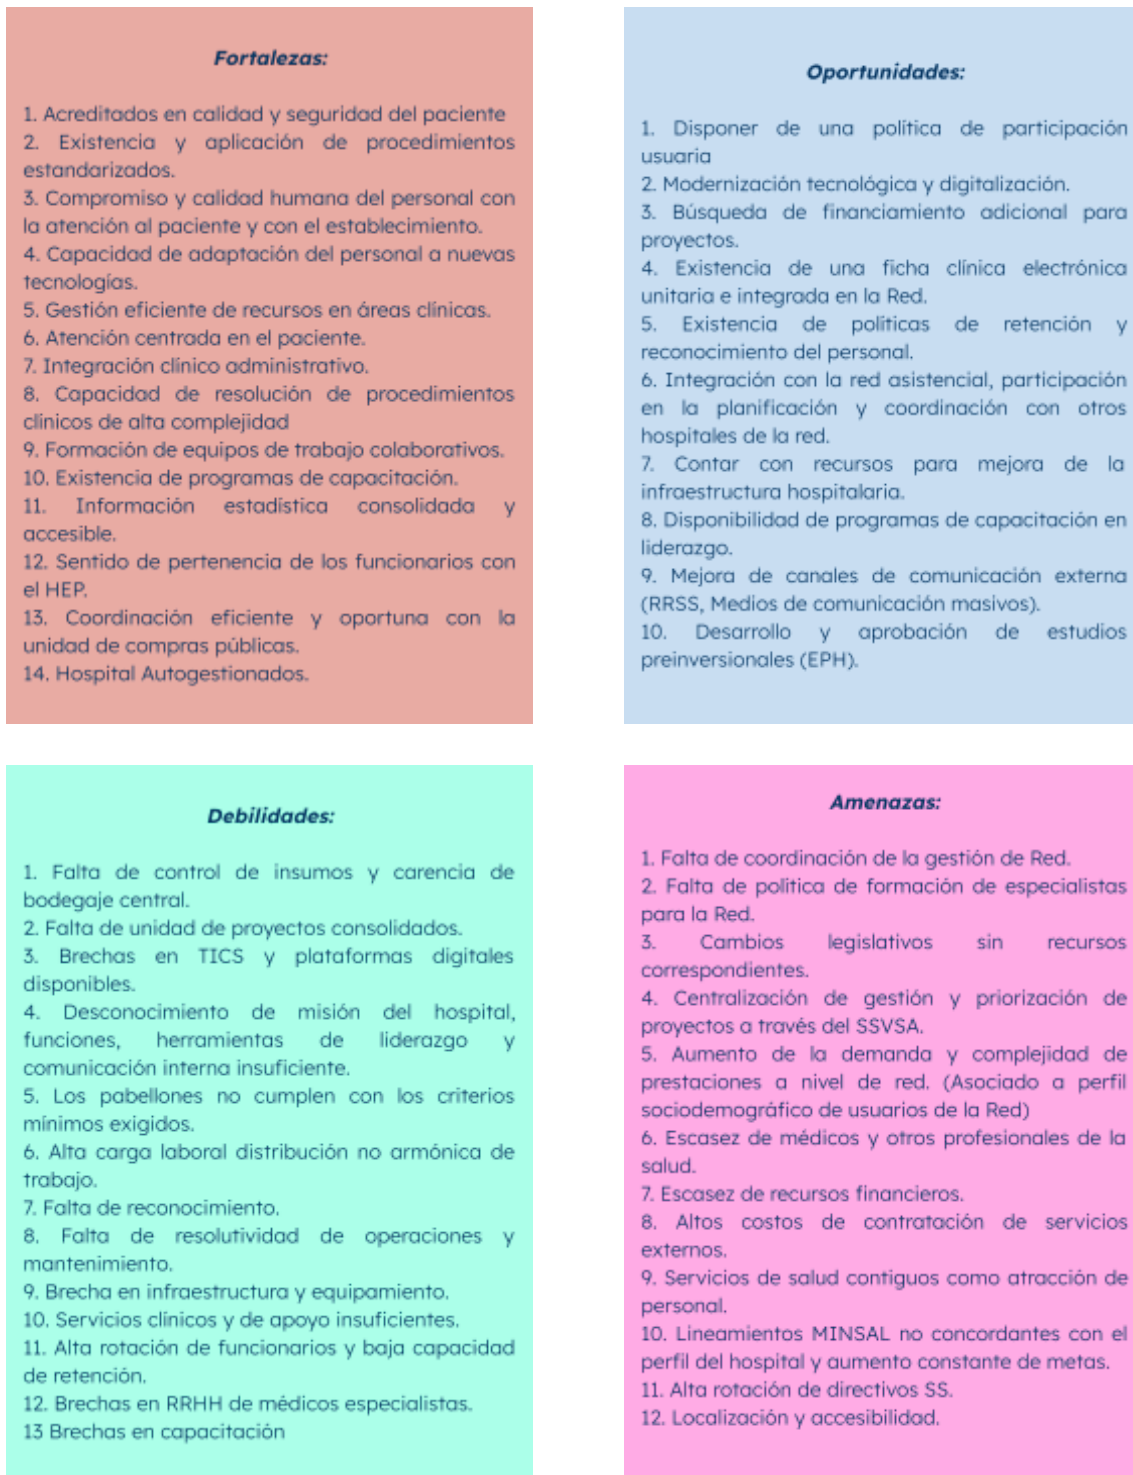 Fortalezas:
1. Acreditados en calidad y seguridad del paciente
2. Existencia y aplicación de procedimientos
estandarizados.
3. Compromiso y calidad humana del personal con
la atención al paciente y con el establecimiento.
4. Capacidad de adaptación del personal a nuevas
tecnologías.
5. Gestión eficiente de recursos en áreas clínicas.
6. Atención centrada en el paciente.
7. Integración clínico administrativo.
8. Capacidad de resolución de procedimientos
clínicos de alta complejidad
9. Formación de equipos de trabajo colaborativos.
10. Existencia de programas de capacitación.
11. Información estadística consolidada y
accesible.
12. Sentido de pertenencia de los funcionarios con
el HEP.
13. Coordinación eficiente y oportuna con la
unidad de compras públicas.
14. Hospital Autogestionados.
Oportunidades:
1. Disponer de una política de participación
usuaria
2. Modernización tecnológica y digitalización.
3. Búsqueda de financiamiento adicional para
proyectos.
4. Existencia de una ficha clínica electrónica
unitaria e integrada en la Red.
5. Existencia de políticas de retención y
reconocimiento del personal.
6. Integración con la red asistencial, participación
en la planificación y coordinación con otros
hospitales de la red.
7. Contar con recursos para mejora de la
infraestructura hospitalaria.
8. Disponibilidad de programas de capacitación en
liderazgo.
9. Mejora de canales de comunicación externa
(RRSS, Medios de comunicación masivos).
10. Desarrollo y aprobación de estudios
preinversionales (EPH).
Debilidades:
1. Falta de control de insumos y carencia de
bodegaje central.
2. Falta de unidad de proyectos consolidados.
3. Brechas en TICS y plataformas digitales
disponibles.
4. Desconocimiento de misión del hospital,
funciones, herramientas de liderazgo y
comunicación interna insuficiente.
5. Los pabellones no cumplen con los criterios
mínimos exigidos.
6. Alta carga laboral distribución no armónica de
trabajo.
7. Falta de reconocimiento.
8. Falta de resolutividad de operaciones y
mantenimiento.
9. Brecha en infraestructura y equipamiento.
10. Servicios clínicos y de apoyo insuficientes.
11. Alta rotación de funcionarios y baja capacidad
de retención.
12. Brechas en RRHH de médicos especialistas.
13 Brechas en capacitación
Amenazas:
1. Falta de coordinación de la gestión de Red.
2. Falta de política de formación de especialistas
para la Red.
3. Cambios legislativos sin recursos
correspondientes.
4. Centralización de gestión y priorización de
proyectos a través del SSVSA.
5. Aumento de la demanda y complejidad de
prestaciones a nivel de red. (Asociado a perfil
sociodemográfico de usuarios de la Red)
6. Escasez de médicos y otros profesionales de la
salud.
7. Escasez de recursos financieros.
8. Altos costos de contratación de servicios
externos.
9. Servicios de salud contiguos como atracción de
personal.
10. Lineamientos MINSAL no concordantes con el
perfil del hospital y aumento constante de metas.
11. Alta rotación de directivos SS.
12. Localización y accesibilidad.